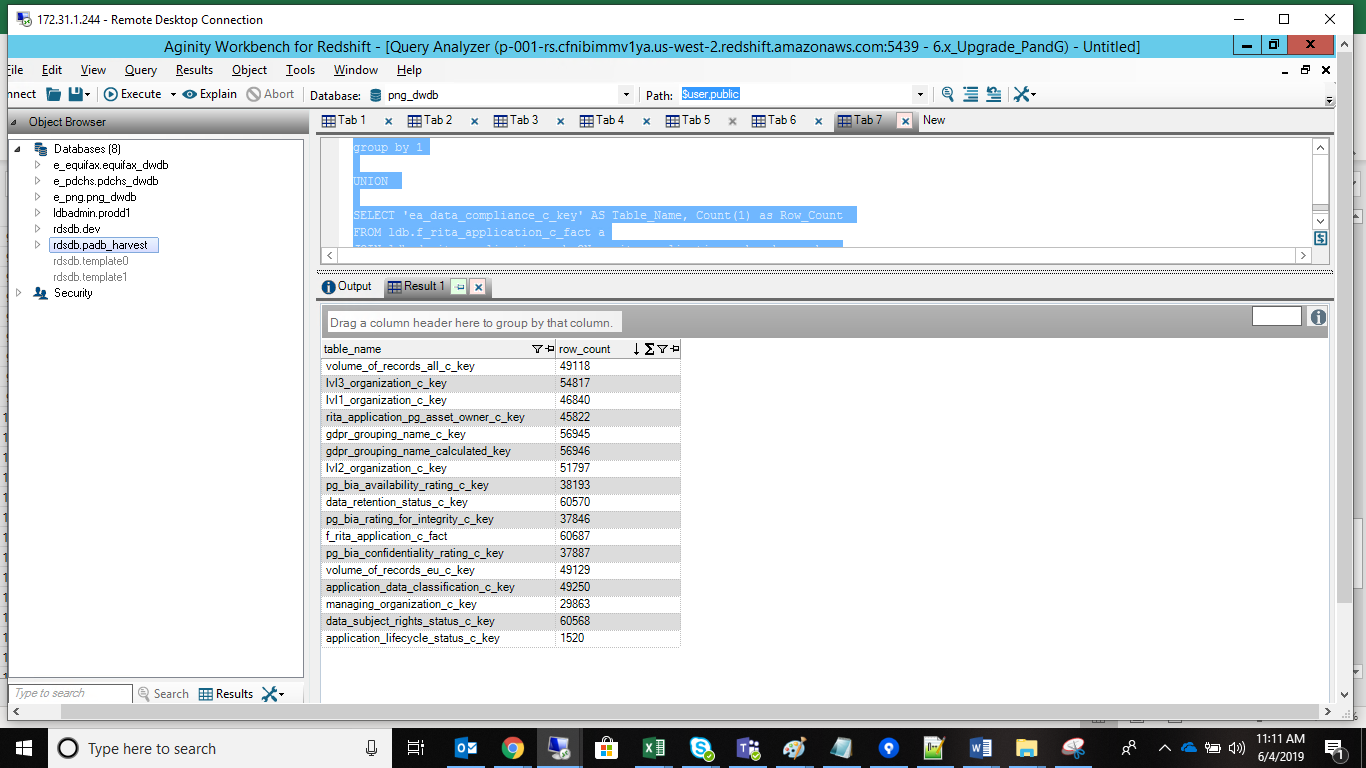 172.31.1.244 - Remote Desktop Connection
Aginity Workbench for Redshift - [Query Analyzer (p-001-rs.cfnibimmv1ya.us-west-2.redshift.amazonaws.com:5439 - 6.x_Upgrade_PandG) - Untitled]
File Edit View Query Results Object Tools Window Help
nnect Execute Explain Abort Database: png_dwdb Path: $user,public
Object Browser
Tab 1 Tab 2 Tab 3 Tab 4 Tab 5 Tab 6 Tab 7 New
Databases (8)
e_equifax.equifax_dwdb
e_pdchs.pdchs_dwdb
e_png.png_dwdb
ldbadmin.prodd1
rdsdb.dev
rdsdb.padb_harvest
rdsdb.template0
rdsdb.template1
Security
group by 1
UNION
SELECT 'ea_data_compliance_c_key' AS Table_Name, Count(1) as Row_Count
FROM ldb.f_rita_application_c_fact a
Output Result 1
Drag a column header here to group by that column.
table_name row_count
volume_of_records_all_c_key 49118
lvl3_organization_c_key 54817
lvl1_organization_c_key 46840
rita_application_pg_asset_owner_c_key 45822
gdpr_grouping_name_c_key 56945
gdpr_grouping_name_calculated_key 56946
lvl2_organization_c_key 51797
pg_bia_availability_rating_c_key 38193
data_retention_status_c_key 60570
pg_bia_rating_for_integrity_c_key 37846
f_rita_application_c_fact 60687
pg_bia_confidentiality_rating_c_key 37887
volume_of_records_eu_c_key 49129
application_data_classification_c_key 49250
managing_organization_c_key 29863
data_subject_rights_status_c_key 60568
application_lifecycle_status_c_key 1520
Type to search Search Results
Type here to search
11:11 AM
6/4/2019
1